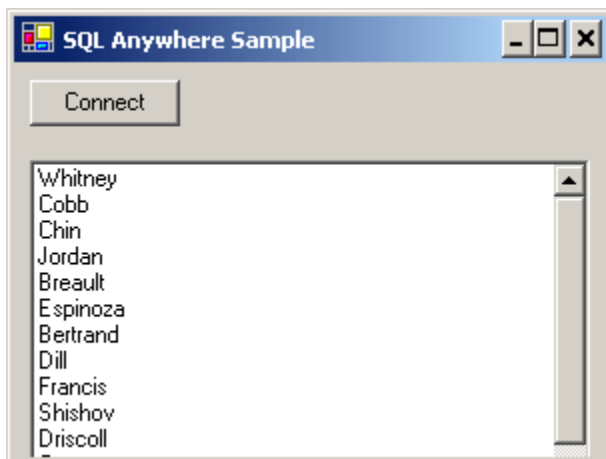 SQL Anywhere Sample
Connect
Whitney
Cobb
Chin
Jordan
Breault
Espinoza
Bertrand
Dill
Francis
Shishov
Driscoll